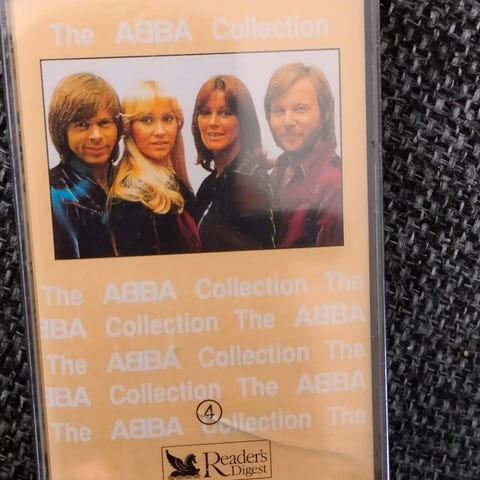 The ABBA Collection
The ABBA Collection The
BBA Collection The ABBA
The ABBA Collection The
BBA Collection The ABBA
The ABBA Collection The
4
Reader's
Digest